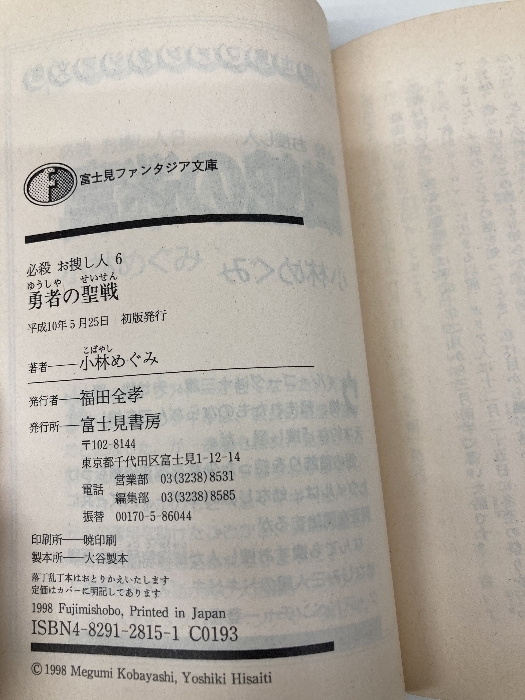 F
富士見ファンタジア文庫
必殺 お捜し人 6
ゆうしゃ せいせん
勇者の聖戦
平成10年5月25日 初版発行
こばやし
著者──小林めぐみ
発行者──福田全孝
発行所──富士見書房
〒102-8144
東京都千代田区富士見1-12-14
電話 営業部 03(3238)8531
編集部 03(3238)8585
振替 00170-5-86044
印刷所──暁印刷
製本所──大谷製本
落丁乱丁本はおとりかえいたします
定価はカバーに明記してあります
1998 Fujimishobo, Printed in Japan
ISBN4-8291-2815-1 C0193
©1998 Megumi Kobayashi, Yoshiki Hisaiti